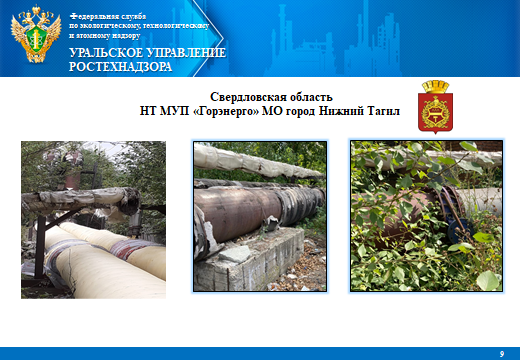 Федеральная служба
по экологическому, технологическому
и атомному надзору
УРАЛЬСКОЕ УПРАВЛЕНИЕ
РОСТЕХНАДЗОРА
Свердловская область
НТ МУП «Горэнерго» МО город Нижний Тагил
9